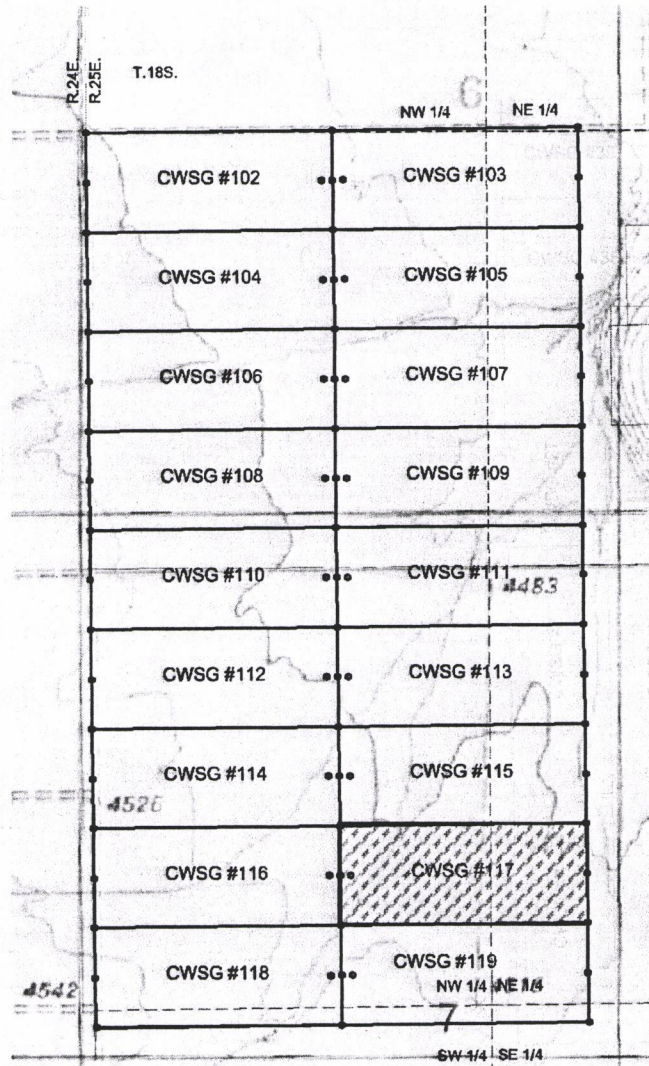 R.24E.
R.25E.
T.18S.
6
NW 1/4 NE 1/4
CWSG #102 CWSG #103
CWSG #104 CWSG #105
CWSG #106 CWSG #107
CWSG #108 CWSG #109
CWSG #110 CWSG #111
4483
CWSG #112 CWSG #113
CWSG #114 CWSG #115
4526
CWSG #116 CWSG #117
CWSG #118 CWSG #119
4542
NW 1/4 NE 1/4
7
SW 1/4 SE 1/4